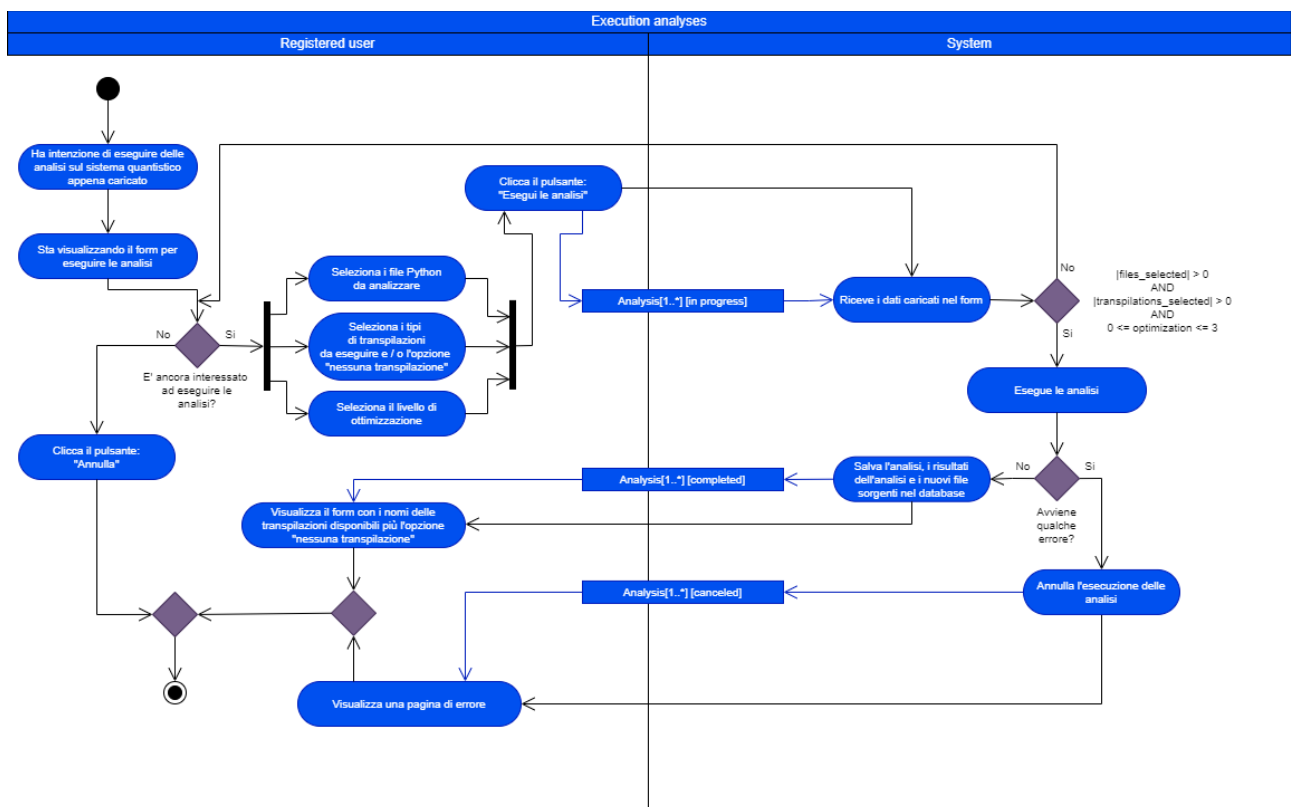 Execution analyses
Registered user
System
Ha intenzione di eseguire delle
analisi sul sistema quantistico
appena caricato
Sta visualizzando il form per
eseguire le analisi
No
Si
E' ancora interessato
ad eseguire le
analisi?
Clicca il pulsante:
"Annulla"
Seleziona i file Python
da analizzare
Seleziona i tipi
di transpilazioni
da eseguire e / o l'opzione
"nessuna transpilazione"
Seleziona il livello di
ottimizzazione
Clicca il pulsante:
"Esegui le analisi"
Analysis[1..*] [in progress]
Riceve i dati caricati nel form
No
Si
|files_selected| > 0
AND
|transpilations_selected| > 0
AND
0 <= optimization <= 3
Esegue le analisi
No
Si
Avviene
qualche
errore?
Salva l'analisi, i risultati
dell'analisi e i nuovi file
sorgenti nel database
Analysis[1..*] [completed]
Visualizza il form con i nomi delle
transpilazioni disponibili più l'opzione
"nessuna transpilazione"
Annulla l'esecuzione delle
analisi
Analysis[1..*] [canceled]
Visualizza una pagina di errore